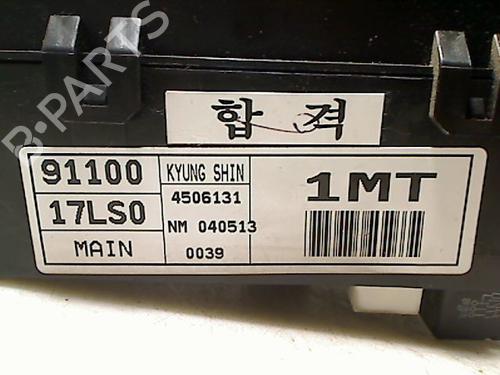 B·PARTS
합 격
91100
17LS0
MAIN
KYUNG SHIN
4506131
NM 040513
0039
1MT